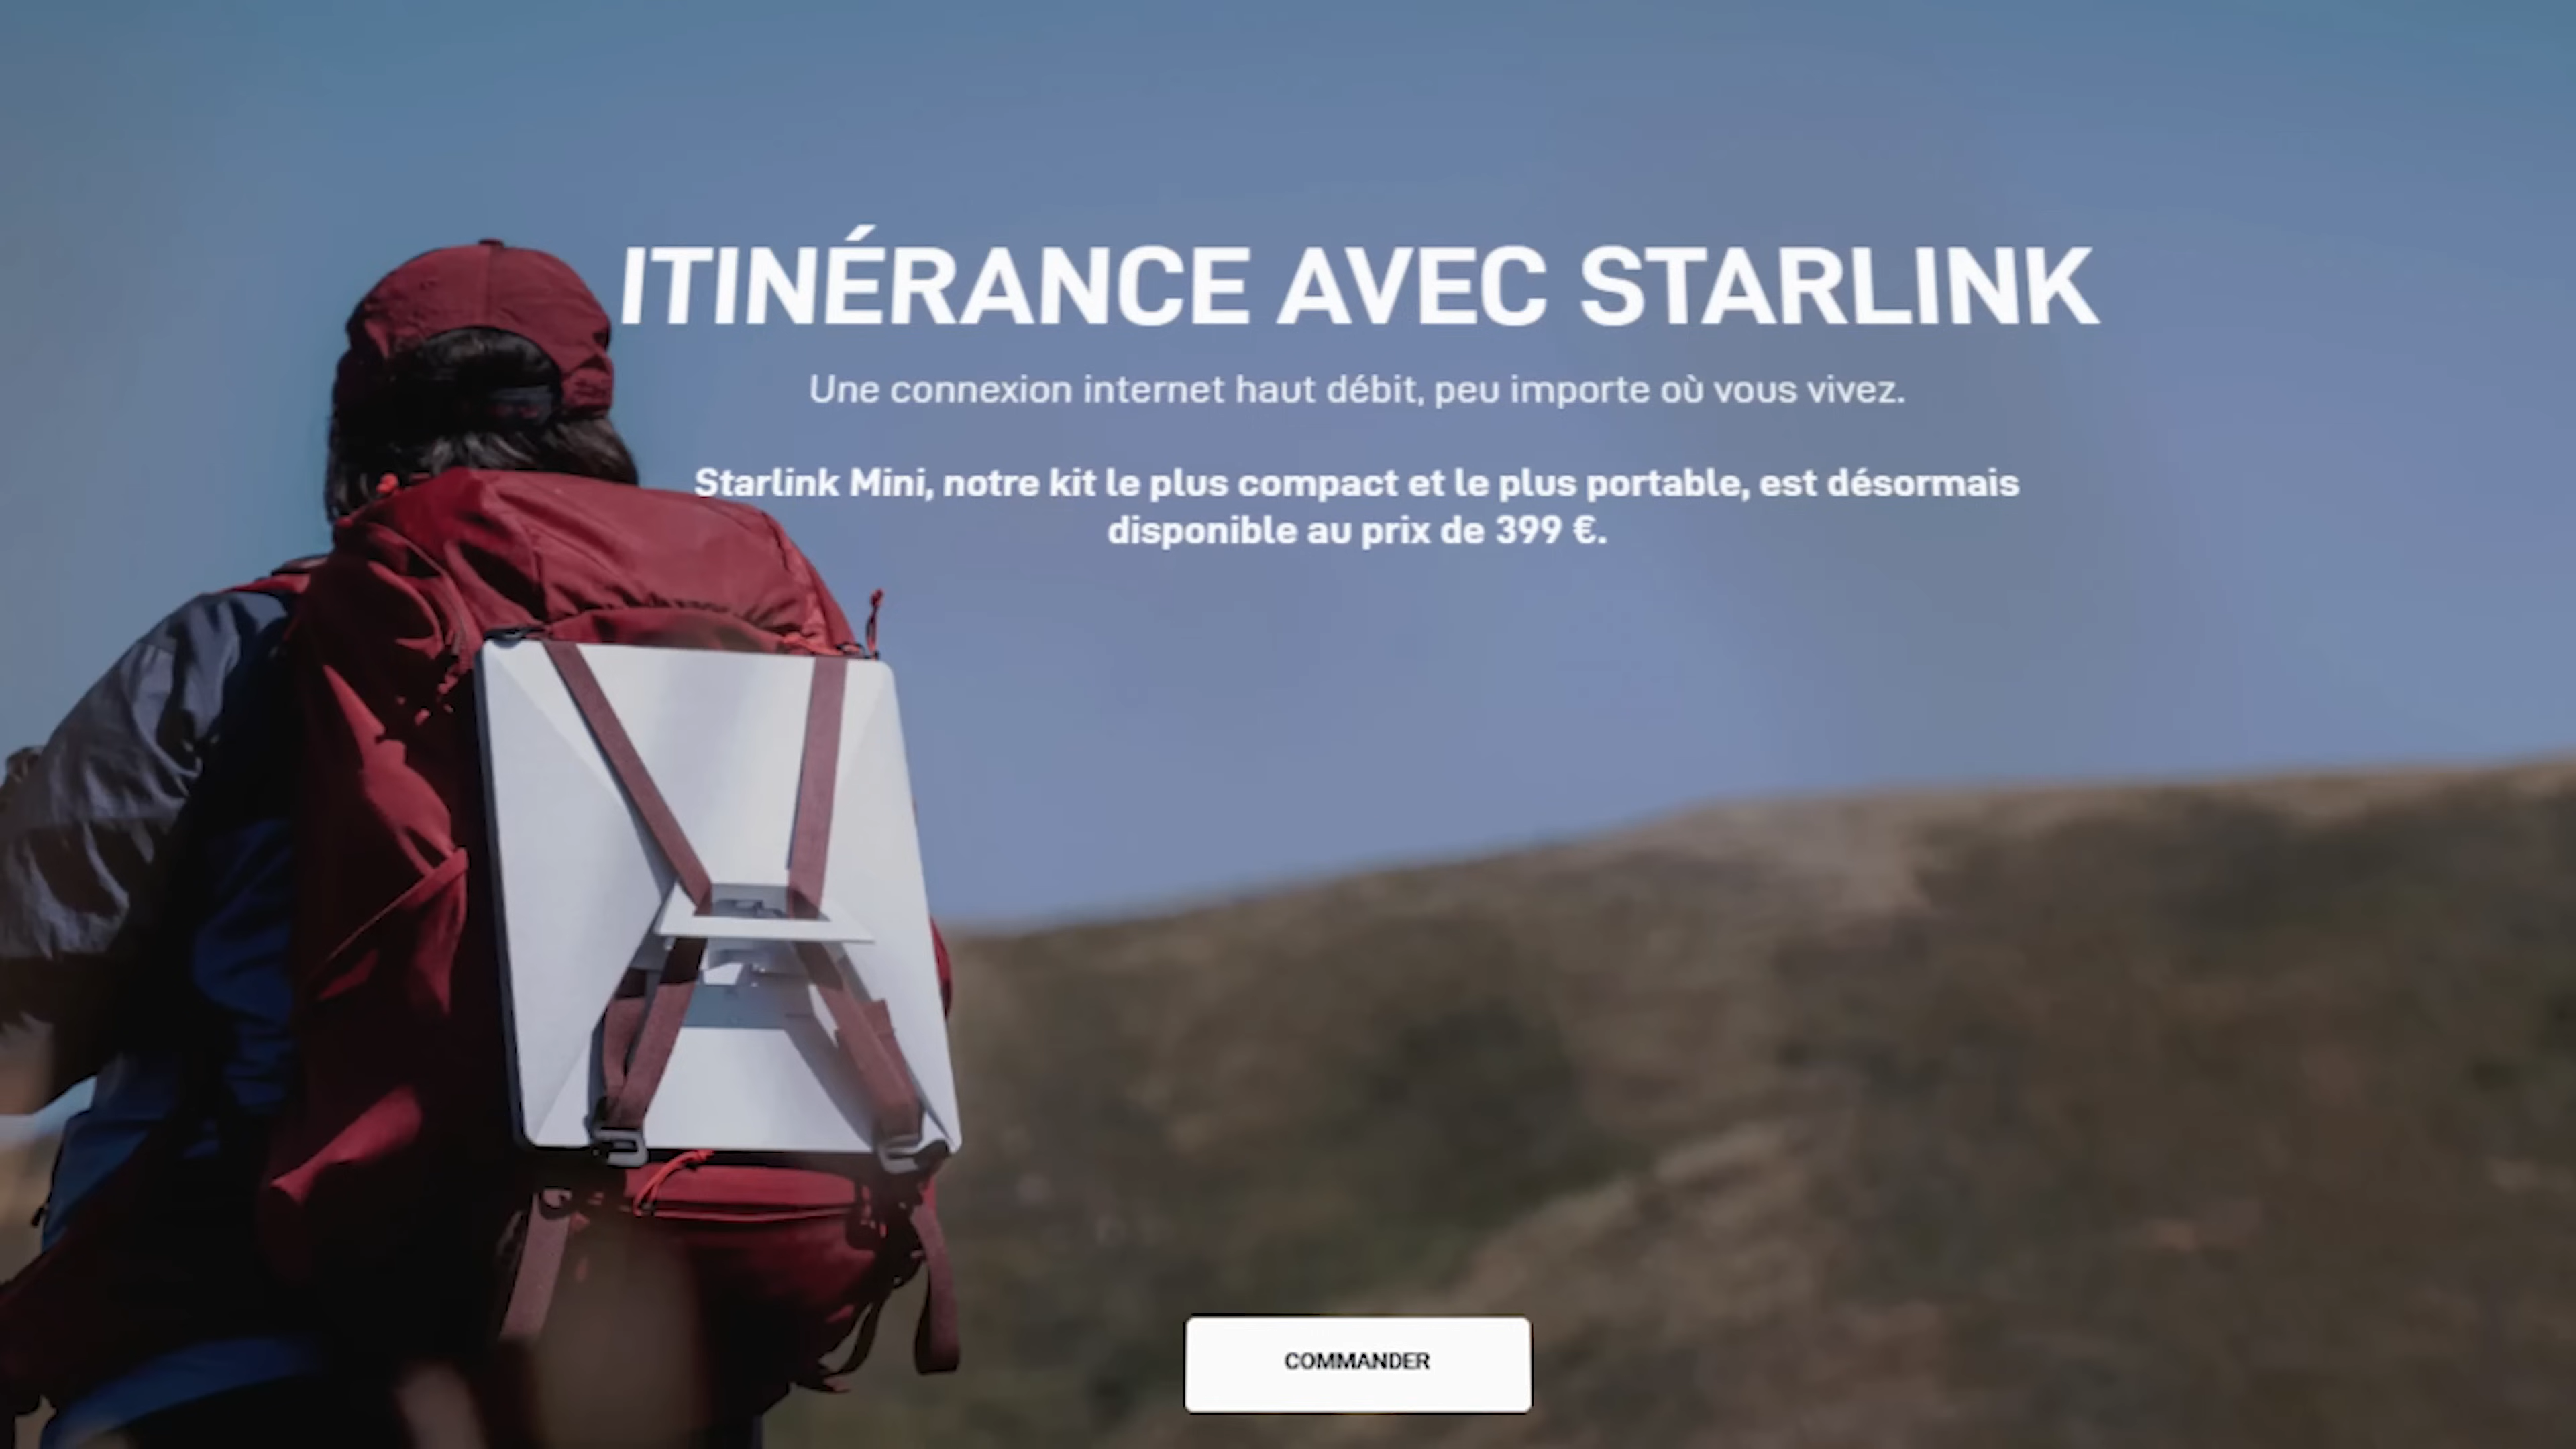 ITINÉRANCE AVEC STARLINK
Une connexion internet haut débit, peu importe où vous vivez.
Starlink Mini, notre kit le plus compact et le plus portable, est désormais
disponible au prix de 399 €.
COMMANDER